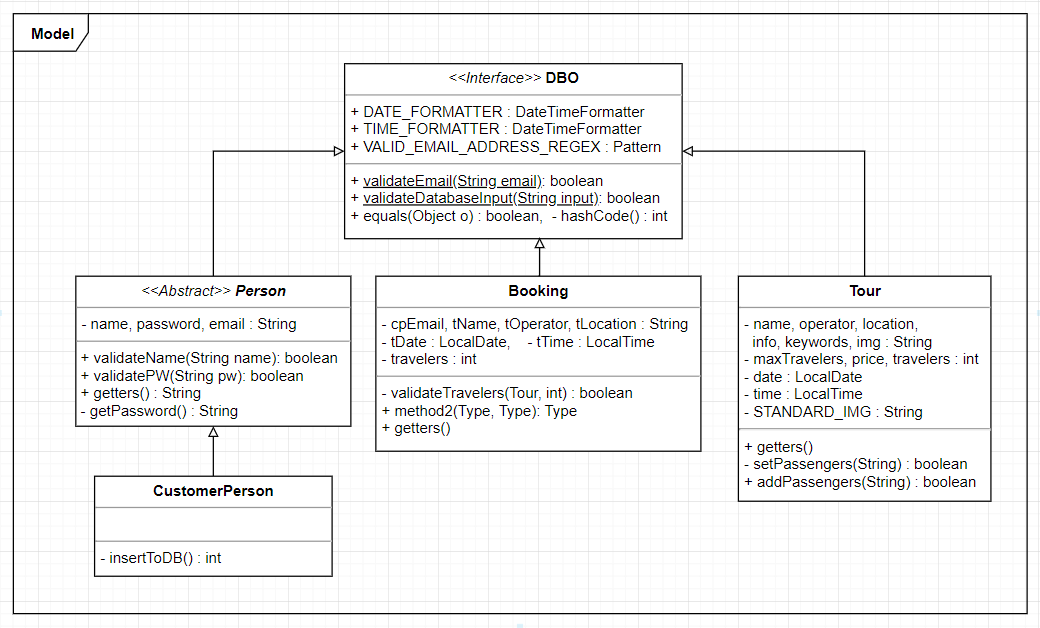 Model
<<Interface>> DBO
+ DATE_FORMATTER : DateTimeFormatter
+ TIME_FORMATTER : DateTimeFormatter
+ VALID_EMAIL_ADDRESS_REGEX : Pattern
+ validateEmail(String email): boolean
+ validateDatabaseInput(String input): boolean
+ equals(Object o) : boolean,  - hashCode() : int
<<Abstract>> Person
- name, password, email : String
+ validateName(String name): boolean
+ validatePW(String pw): boolean
+ getters() : String
- getPassword() : String
Booking
- cpEmail, tName, tOperator, tLocation : String
- tDate : LocalDate,    - tTime : LocalTime
- travelers : int
- validateTravelers(Tour, int) : boolean
+ method2(Type, Type): Type
+ getters()
Tour
- name, operator, location,
info, keywords, img : String
- maxTravelers, price, travelers : int
- date : LocalDate
- time : LocalTime
- STANDARD_IMG : String
+ getters()
- setPassengers(String) : boolean
+ addPassengers(String) : boolean
CustomerPerson
- insertToDB() : int